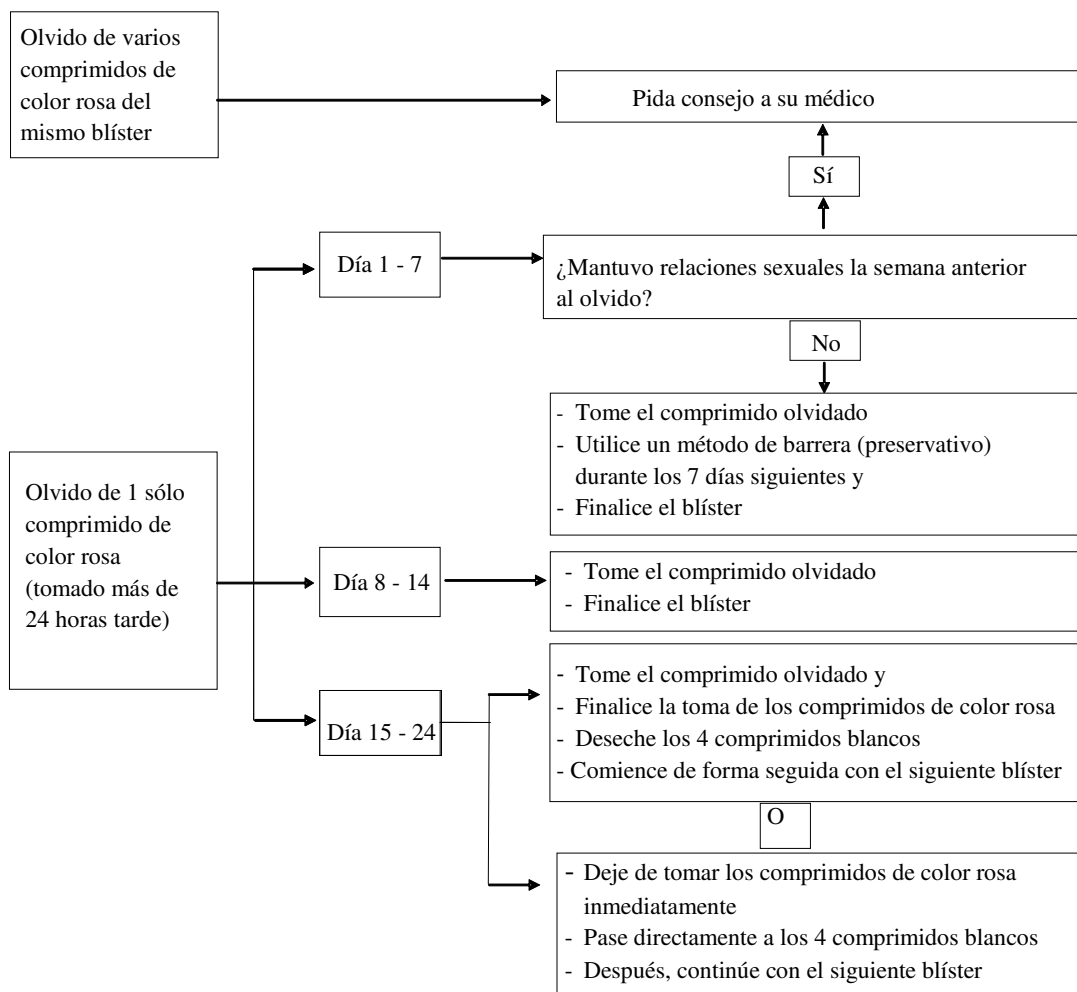 Olvido de varios
comprimidos de
color rosa del
mismo blíster
Pida consejo a su médico
Sí
Día 1 - 7
¿Mantuvo relaciones sexuales la semana anterior
al olvido?
No
- Tome el comprimido olvidado
- Utilice un método de barrera (preservativo)
durante los 7 días siguientes y
- Finalice el blíster
Olvido de 1 sólo
comprimido de
color rosa
(tomado más de
24 horas tarde)
Día 8 - 14
- Tome el comprimido olvidado
- Finalice el blíster
Día 15 - 24
- Tome el comprimido olvidado y
- Finalice la toma de los comprimidos de color rosa
- Deseche los 4 comprimidos blancos
- Comience de forma seguida con el siguiente blíster
O
- Deje de tomar los comprimidos de color rosa
inmediatamente
- Pase directamente a los 4 comprimidos blancos
- Después, continúe con el siguiente blíster